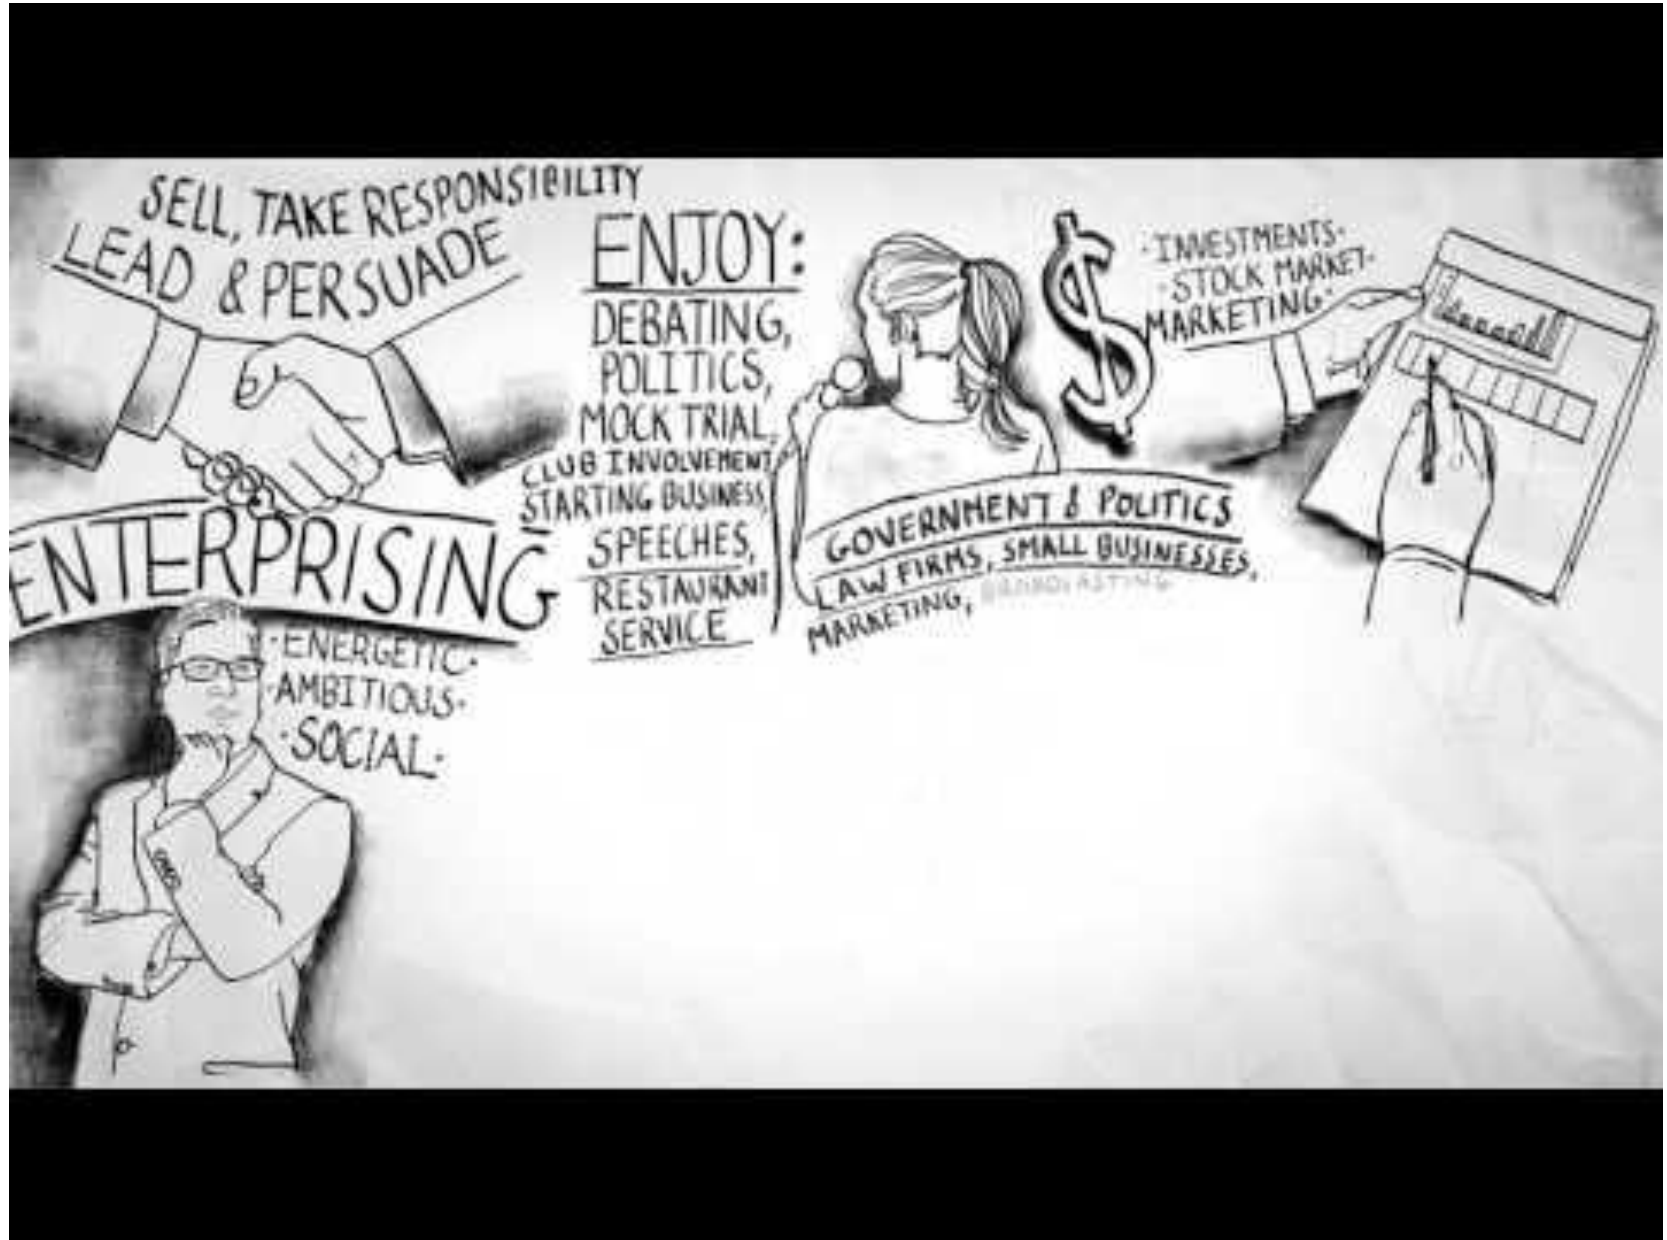 SELL, TAKE RESPONSIBILITY
LEAD & PERSUADE
ENTERPRISING
·ENERGETIC·
·AMBITIOUS·
·SOCIAL·
ENJOY:
DEBATING,
POLITICS,
MOCK TRIAL,
CLUB INVOLVEMENT,
STARTING BUSINESS,
SPEECHES,
RESTAURANT
SERVICE
·INVESTMENTS·
·STOCK MARKET·
MARKETING·
GOVERNMENT & POLITICS
LAW FIRMS, SMALL BUSINESSES,
MARKETING, BROADCASTING